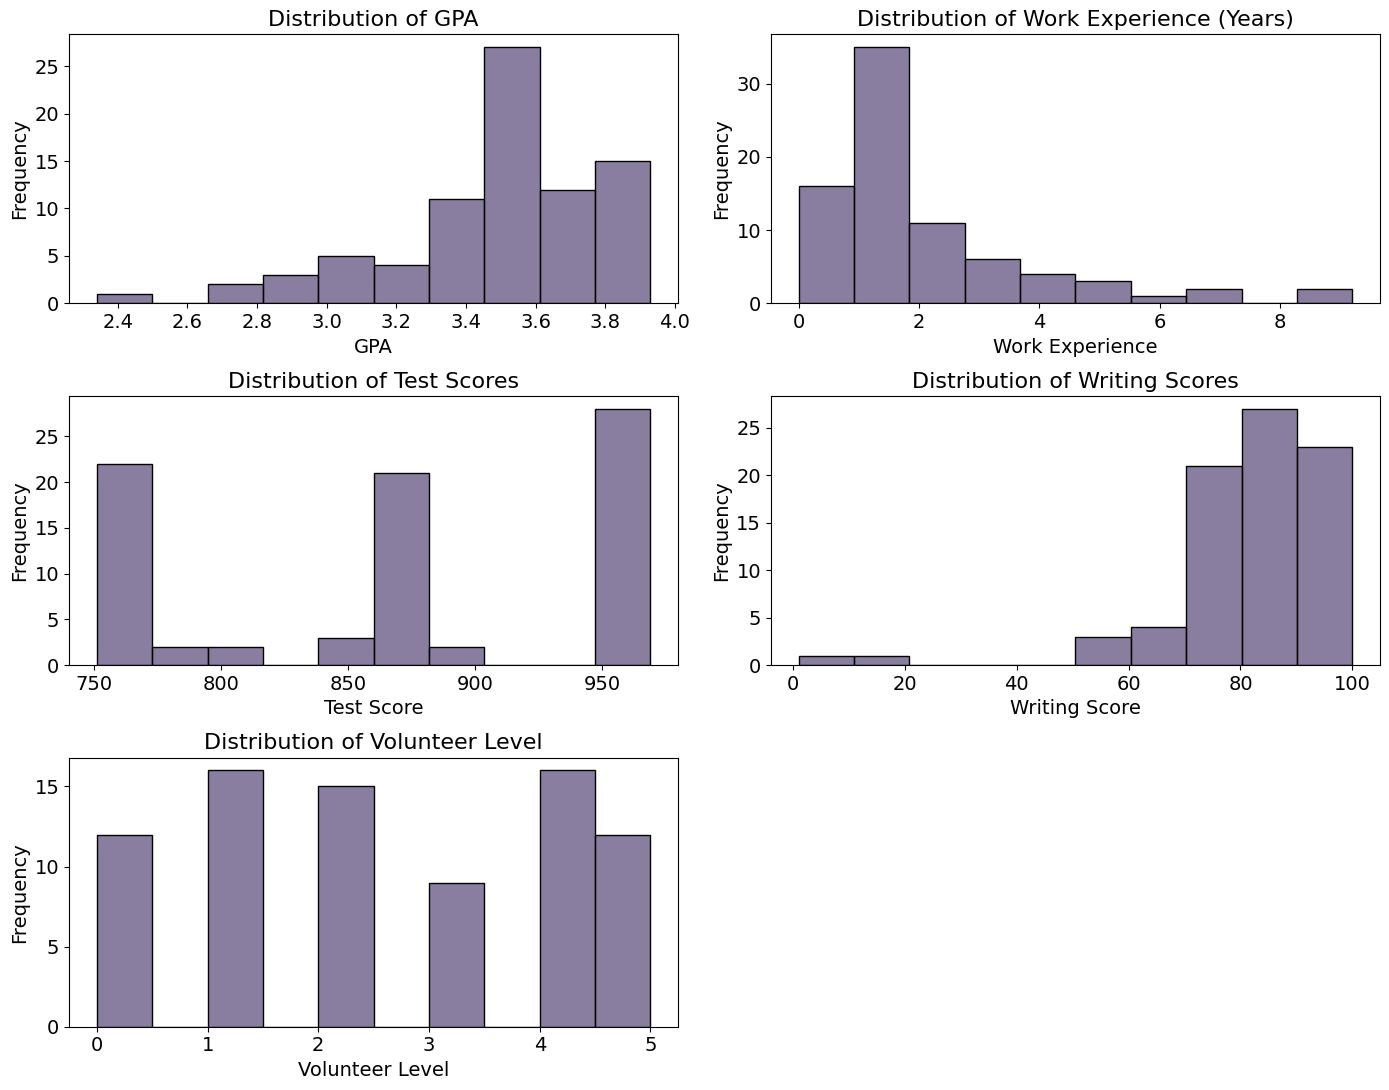 Distribution of GPA
25
20
15
10
5
0
Frequency
2.4 2.6 2.8 3.0 3.2 3.4 3.6 3.8 4.0
GPA
Distribution of Work Experience (Years)
30
20
10
0
Frequency
0 2 4 6 8
Work Experience
Distribution of Test Scores
25
20
15
10
5
0
Frequency
750 800 850 900 950
Test Score
Distribution of Writing Scores
25
20
15
10
5
0
Frequency
0 20 40 60 80 100
Writing Score
Distribution of Volunteer Level
15
10
5
0
Frequency
0 1 2 3 4 5
Volunteer Level